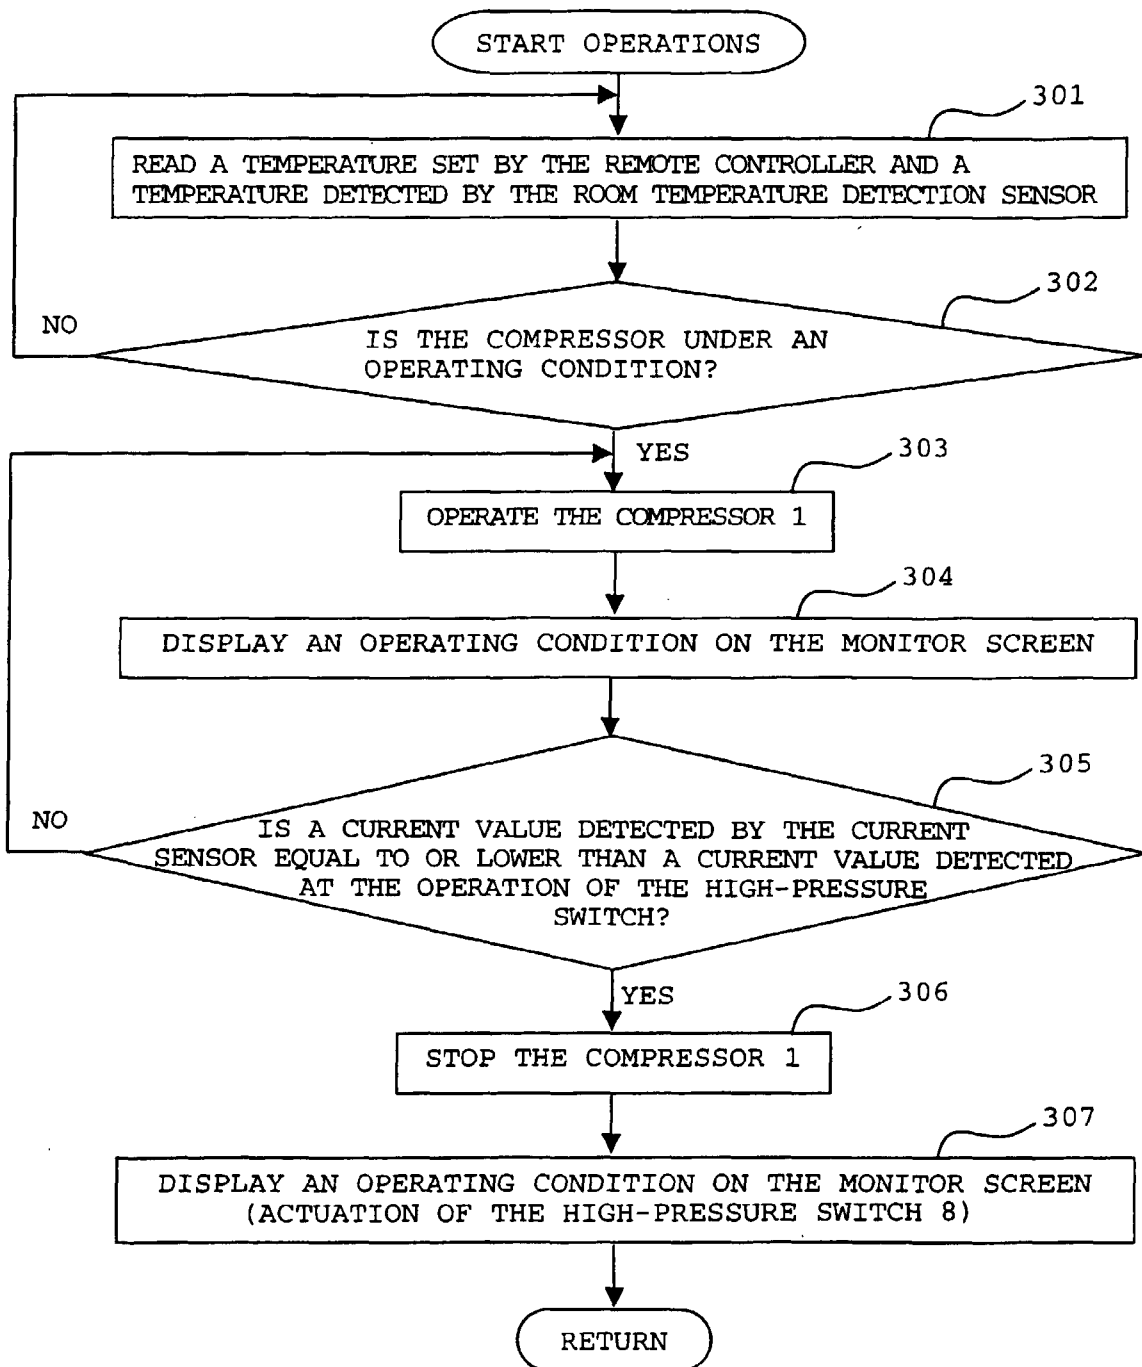 START OPERATIONS
301
READ A TEMPERATURE SET BY THE REMOTE CONTROLLER AND A
TEMPERATURE DETECTED BY THE ROOM TEMPERATURE DETECTION SENSOR
302
NO
IS THE COMPRESSOR UNDER AN
OPERATING CONDITION?
YES
303
OPERATE THE COMPRESSOR 1
304
DISPLAY AN OPERATING CONDITION ON THE MONITOR SCREEN
305
NO
IS A CURRENT VALUE DETECTED BY THE CURRENT
SENSOR EQUAL TO OR LOWER THAN A CURRENT VALUE DETECTED
AT THE OPERATION OF THE HIGH-PRESSURE
SWITCH?
YES
306
STOP THE COMPRESSOR 1
307
DISPLAY AN OPERATING CONDITION ON THE MONITOR SCREEN
(ACTUATION OF THE HIGH-PRESSURE SWITCH 8)
RETURN